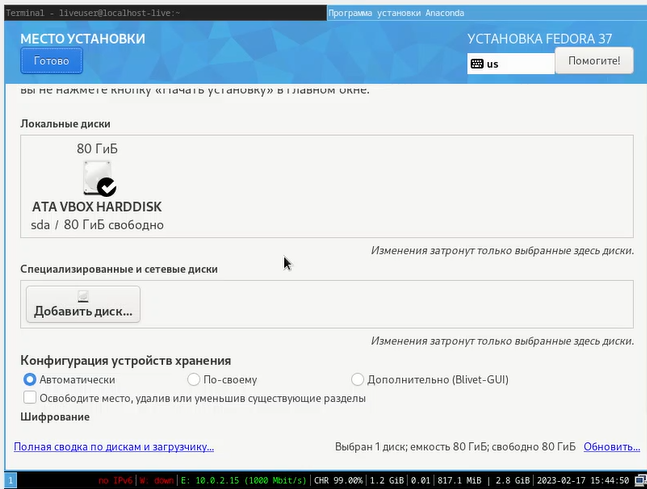 Terminal - liveuser@localhost-live:~
Программа установки Anaconda
МЕСТО УСТАНОВКИ
УСТАНОВКА FEDORA 37
Готово
us
Помогите!
вы не нажмете кнопку «Начать установку» в главном окне.
Локальные диски
80 ГиБ
ATA VBOX HARDDISK
sda / 80 ГиБ свободно
Изменения затронут только выбранные здесь диски.
Специализированные и сетевые диски
Добавить диск...
Изменения затронут только выбранные здесь диски.
Конфигурация устройств хранения
Автоматически
По-своему
Дополнительно (Blivet-GUI)
Освободите место, удалив или уменьшив существующие разделы
Шифрование
Полная сводка по дискам и загрузчику...
Выбран 1 диск; емкость 80 ГиБ; свободно 80 ГиБ
Обновить...
1
no IPv6|W: down|E: 10.0.2.15 (1000 Mbit/s)|CHR 99.00%|1.2 GiB|0.01|817.1 MiB | 2.8 GiB|2023-02-17 15:44:50